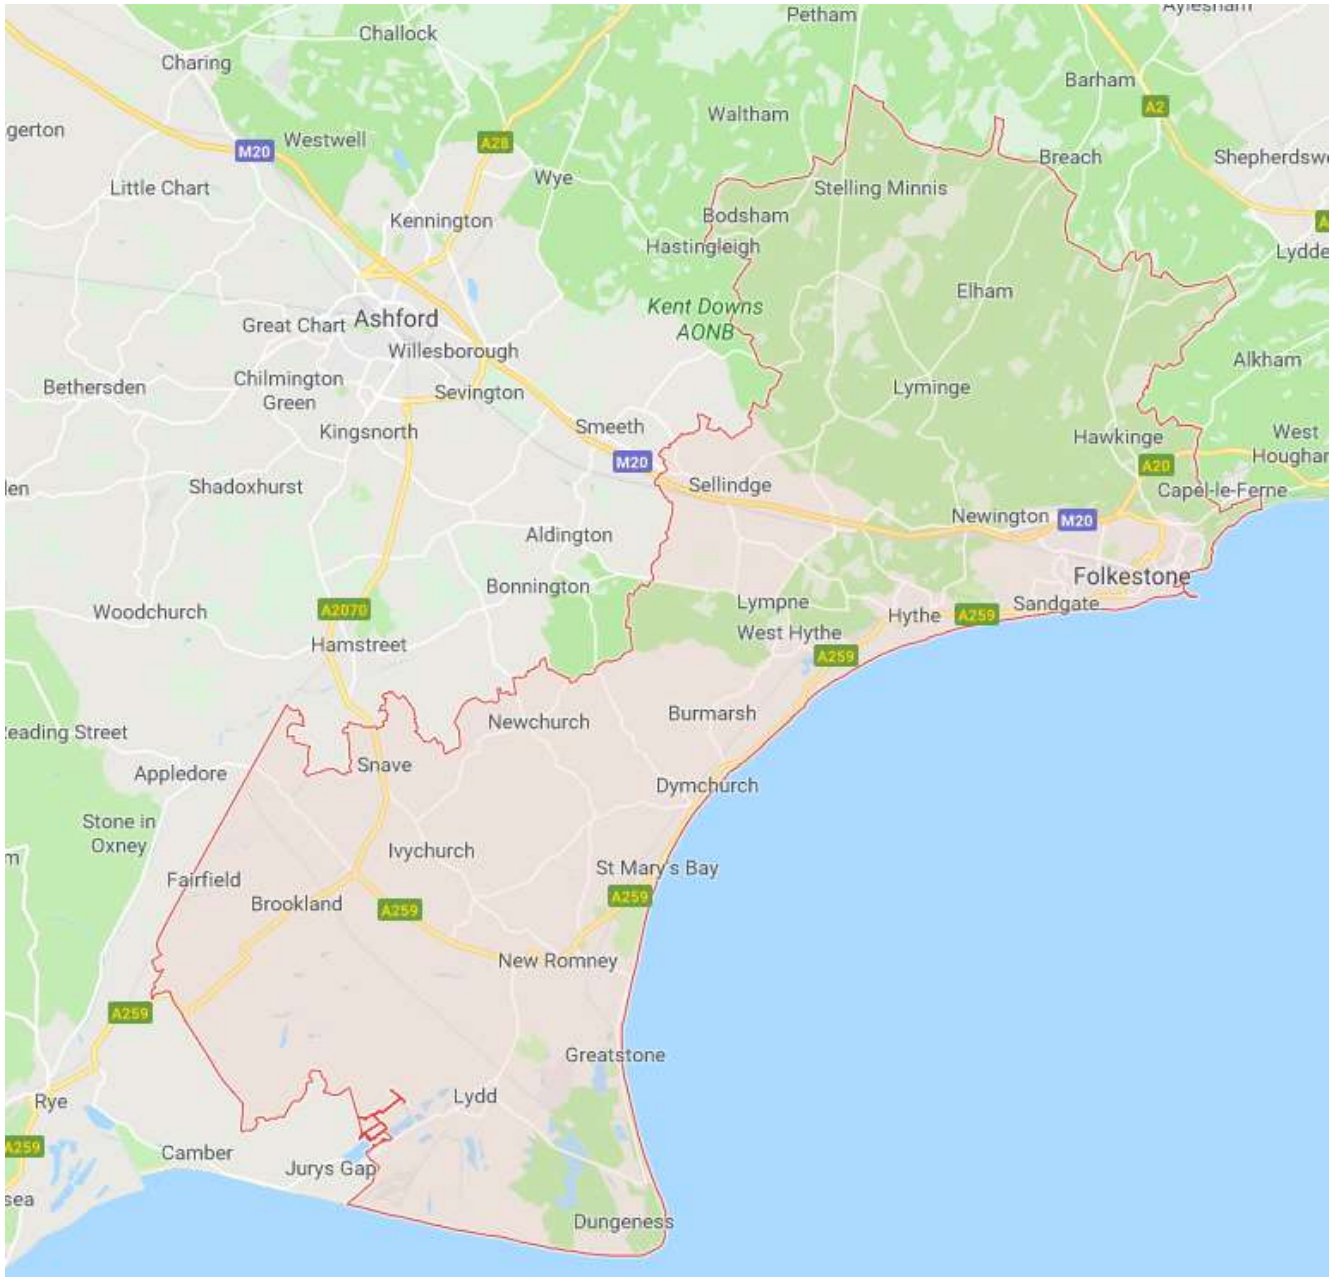 Petham
Aylesham
Challock
Charing
Barham
A2
Waltham
gerton
Westwell
A28
M20
Breach
Shepherdswe
Wye
Little Chart
Stelling Minnis
Kennington
Bodsham
A
Hastingleigh
Lydde
Elham
Kent Downs
AONB
Great Chart
Ashford
Willesborough
Alkham
Bethersden
Chilmington
Green
Sevington
Lyminge
Kingsnorth
Smeeth
Hawkinge
West
Hougham
M20
A20
len
Shadoxhurst
Sellindge
Capel-le-Ferne
Newington
M20
Aldington
Folkestone
Bonnington
Woodchurch
A2070
Lympne
Sandgate
Hythe
A259
West Hythe
Hamstreet
A259
Newchurch
Burmarsh
eading Street
Snave
Appledore
Dymchurch
Stone in
Oxney
Ivychurch
m
St Mary's Bay
Fairfield
A259
Brookland
A259
New Romney
A259
Greatstone
Lydd
Rye
A259
Camber
Jurys Gap
sea
Dungeness